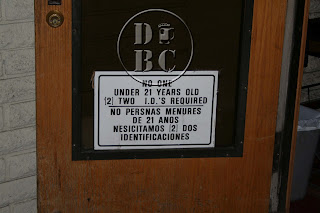 D B C
NO ONE
UNDER 21 YEARS OLD
[2] TWO I.D.'S REQUIRED
NO PERSNAS MENURES
DE 21 ANOS
NESICITAMOS [2] DOS
IDENTIFICACIONES